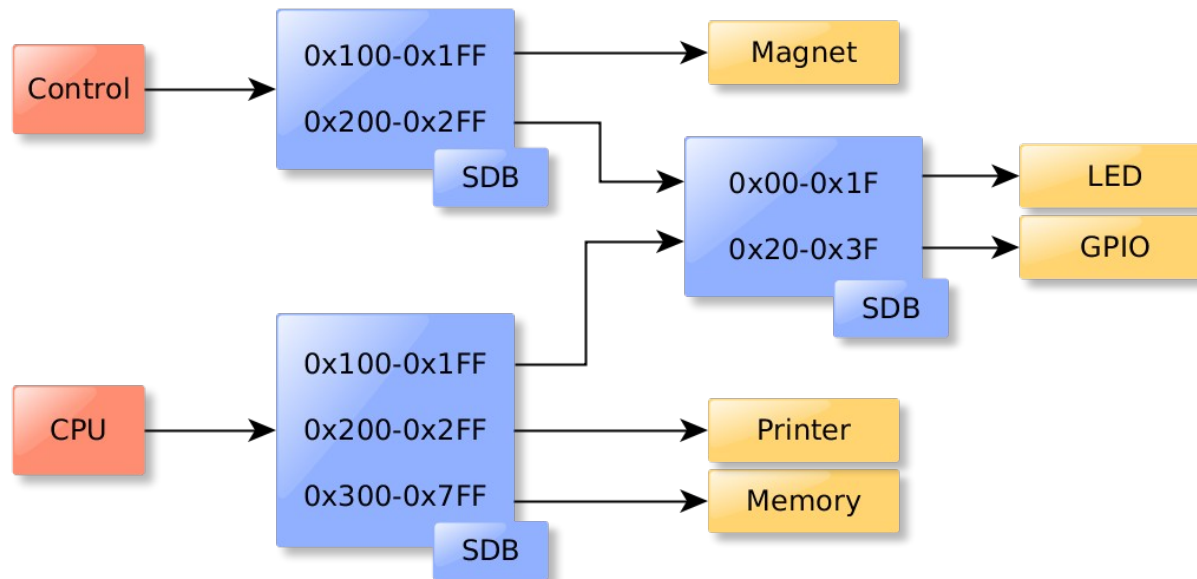 Control
0x100-0x1FF
0x200-0x2FF
SDB
Magnet
0x00-0x1F
0x20-0x3F
SDB
LED
GPIO
CPU
0x100-0x1FF
0x200-0x2FF
0x300-0x7FF
SDB
Printer
Memory